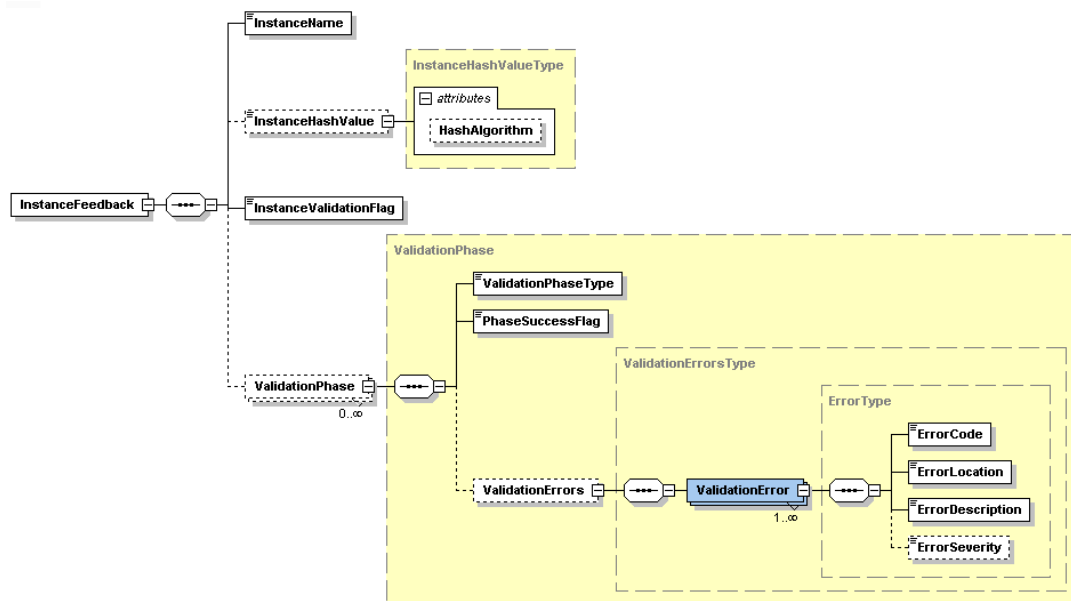 InstanceName
InstanceHashValueType
attributes
InstanceHashValue
HashAlgorithm
InstanceFeedback
InstanceValidationFlag
ValidationPhase
ValidationPhaseType
PhaseSuccessFlag
ValidationErrorsType
ValidationPhase
0..∞
ErrorType
ErrorCode
ErrorLocation
ValidationErrors
ValidationError
1..∞
ErrorDescription
ErrorSeverity